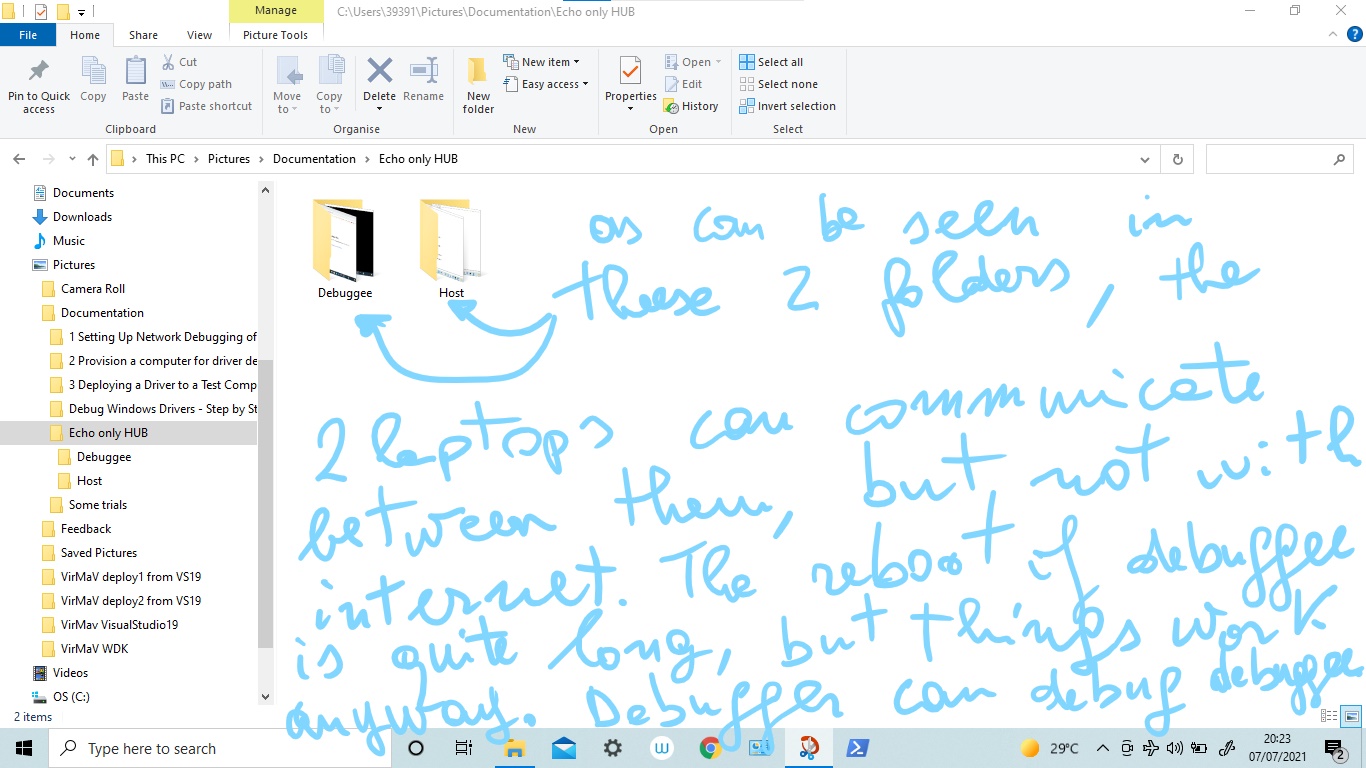 Manage
C:\Users\39391\Pictures\Documentation\Echo only HUB
File Home Share View Picture Tools
Pin to Quick access
Copy
Paste
Cut
Copy path
Paste shortcut
Clipboard
Move to
Copy to
Delete
Rename
Organise
New folder
New item
Easy access
New
Properties
Open
Edit
History
Open
Select all
Select none
Invert selection
Select
This PC > Pictures > Documentation > Echo only HUB
Documents
Downloads
Music
Pictures
Camera Roll
Documentation
1 Setting Up Network Debugging of
2 Provision a computer for driver de
3 Deploying a Driver to a Test Comp
Debug Windows Drivers - Step by St
Echo only HUB
Debuggee
Host
Some trials
Feedback
Saved Pictures
VirMaV deploy1 from VS19
VirMaV deploy2 from VS19
VirMav VisualStudio19
VirMaV WDK
Videos
OS (C:)
2 items
Debuggee
Host
as can be seen in
these 2 folders, the
2 laptops can communicate
between them, but not with
internet. The reboot if debuggee
is quite long, but things work
anyway. Debugger can debug debuggee
Type here to search
29°C
20:23
07/07/2021
2